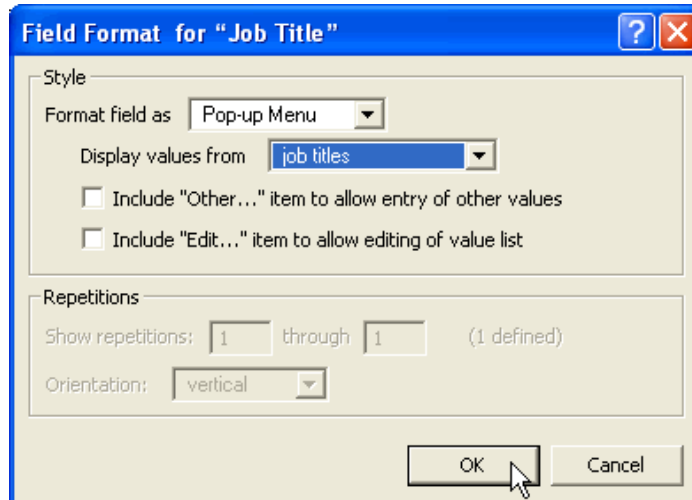 Field Format for “Job Title”
?
Style
Format field as Pop-up Menu
Display values from job titles
Include "Other..." item to allow entry of other values
Include "Edit..." item to allow editing of value list
Repetitions
Show repetitions: 1 through 1 (1 defined)
Orientation: vertical
OK Cancel